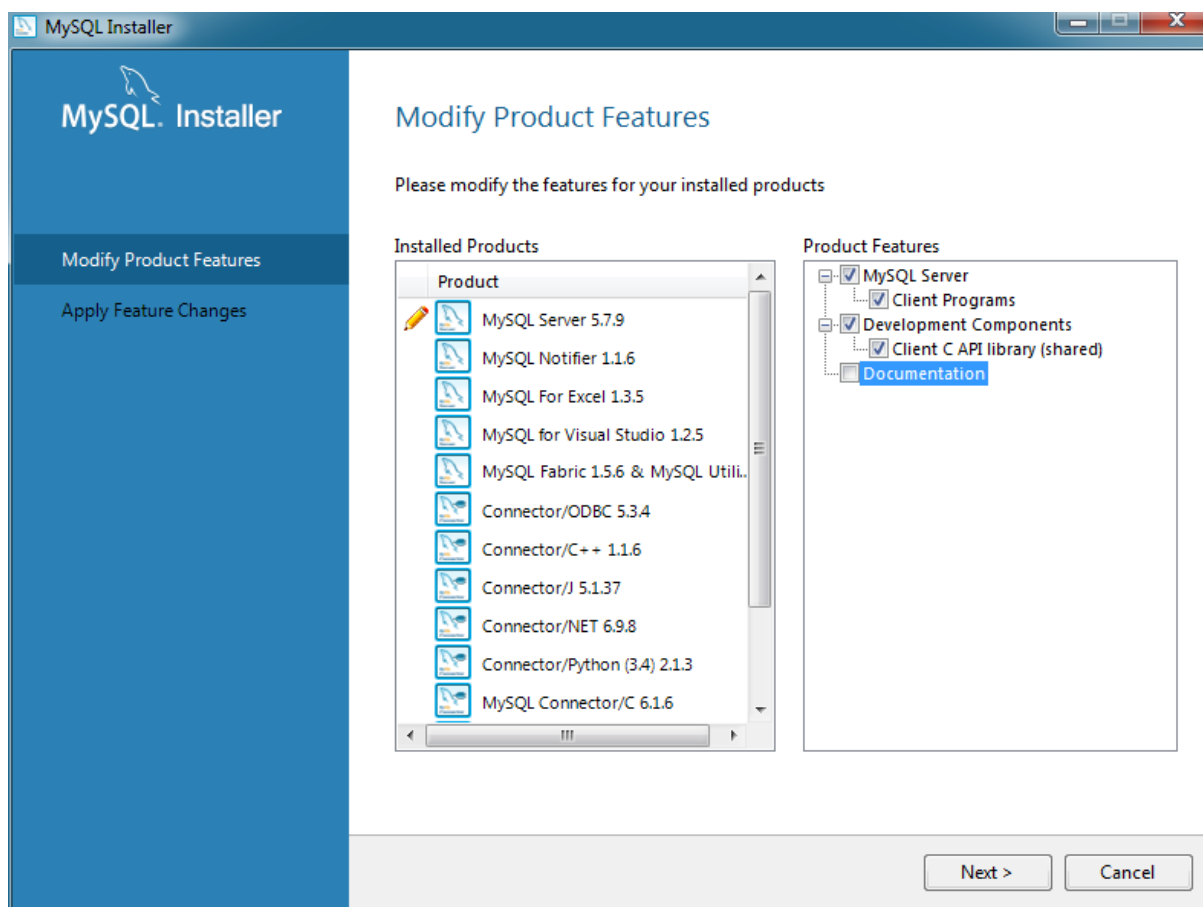 MySQL Installer
MySQL. Installer
Modify Product Features
Apply Feature Changes
Modify Product Features
Please modify the features for your installed products
Installed Products
Product
MySQL Server 5.7.9
MySQL Notifier 1.1.6
MySQL For Excel 1.3.5
MySQL for Visual Studio 1.2.5
MySQL Fabric 1.5.6 & MySQL Utili..
Connector/ODBC 5.3.4
Connector/C++ 1.1.6
Connector/J 5.1.37
Connector/NET 6.9.8
Connector/Python (3.4) 2.1.3
MySQL Connector/C 6.1.6
Product Features
MySQL Server
Client Programs
Development Components
Client C API library (shared)
Documentation
Next >
Cancel